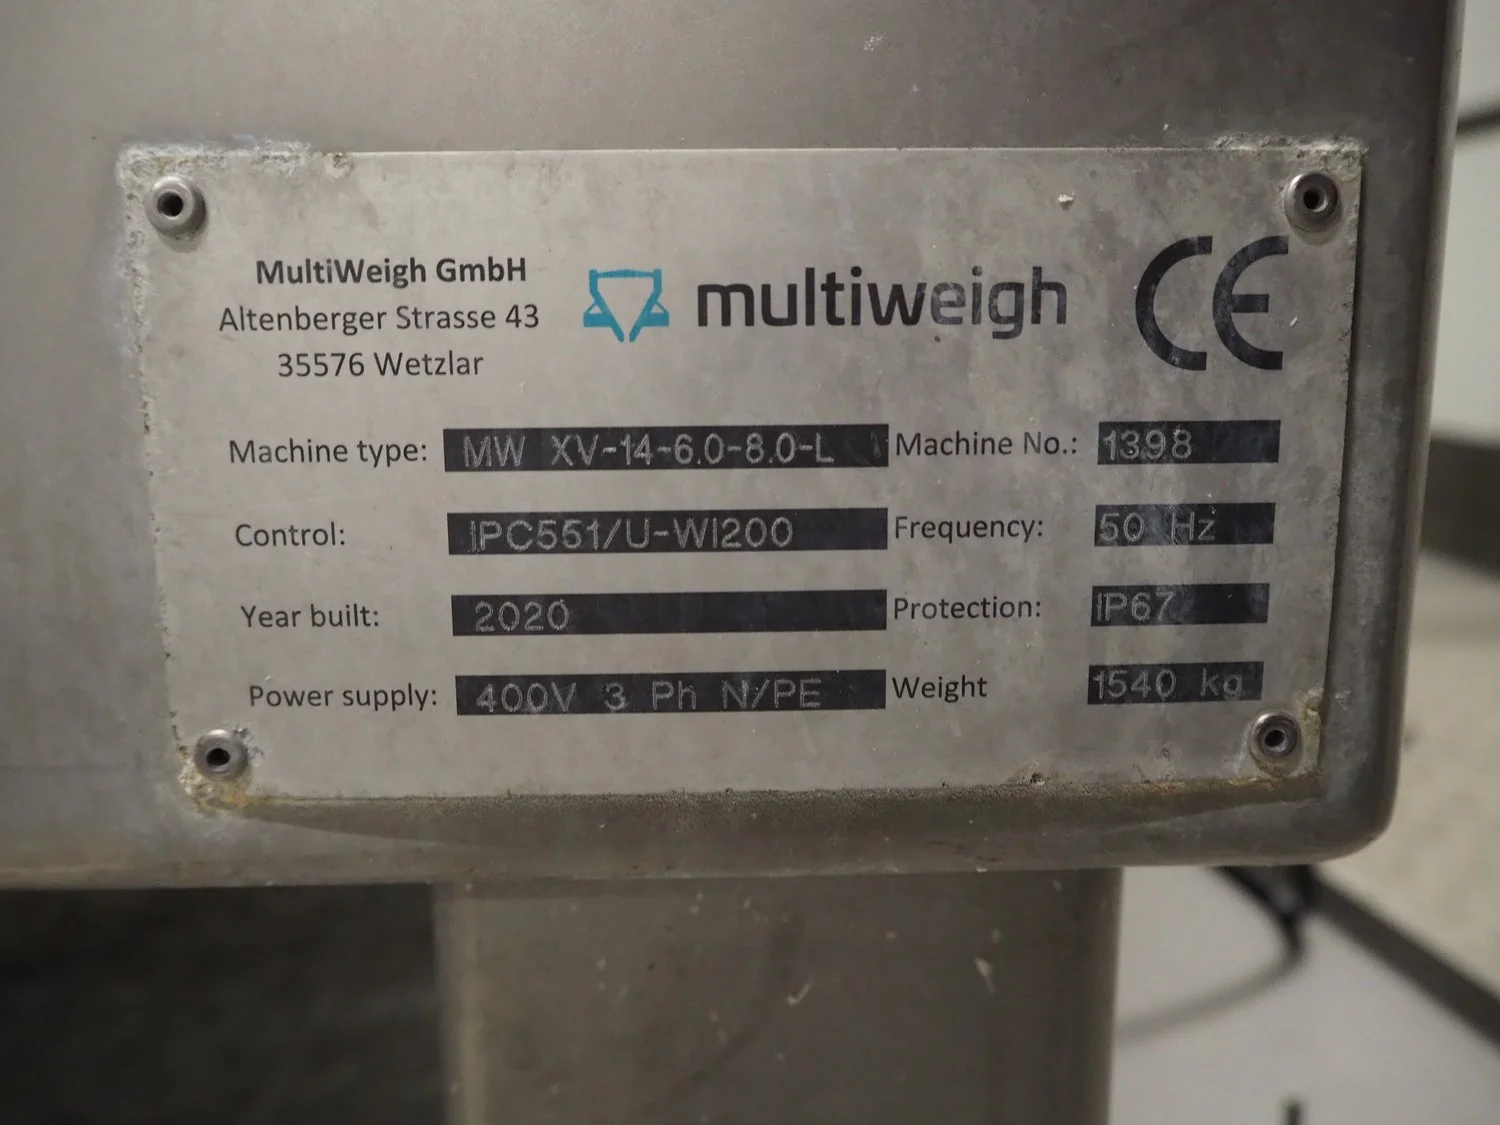 MultiWeigh GmbH
Altenberger Strasse 43
35576 Wetzlar
multiweigh
CE
Machine type: MW XV-14-6.0-8.0-L Machine No.: 1398
Control: IPC551/U-WI200 Frequency: 50 Hz
Year built: 2020 Protection: IP67
Power supply: 400V 3 Ph N/PE Weight 1540 kg